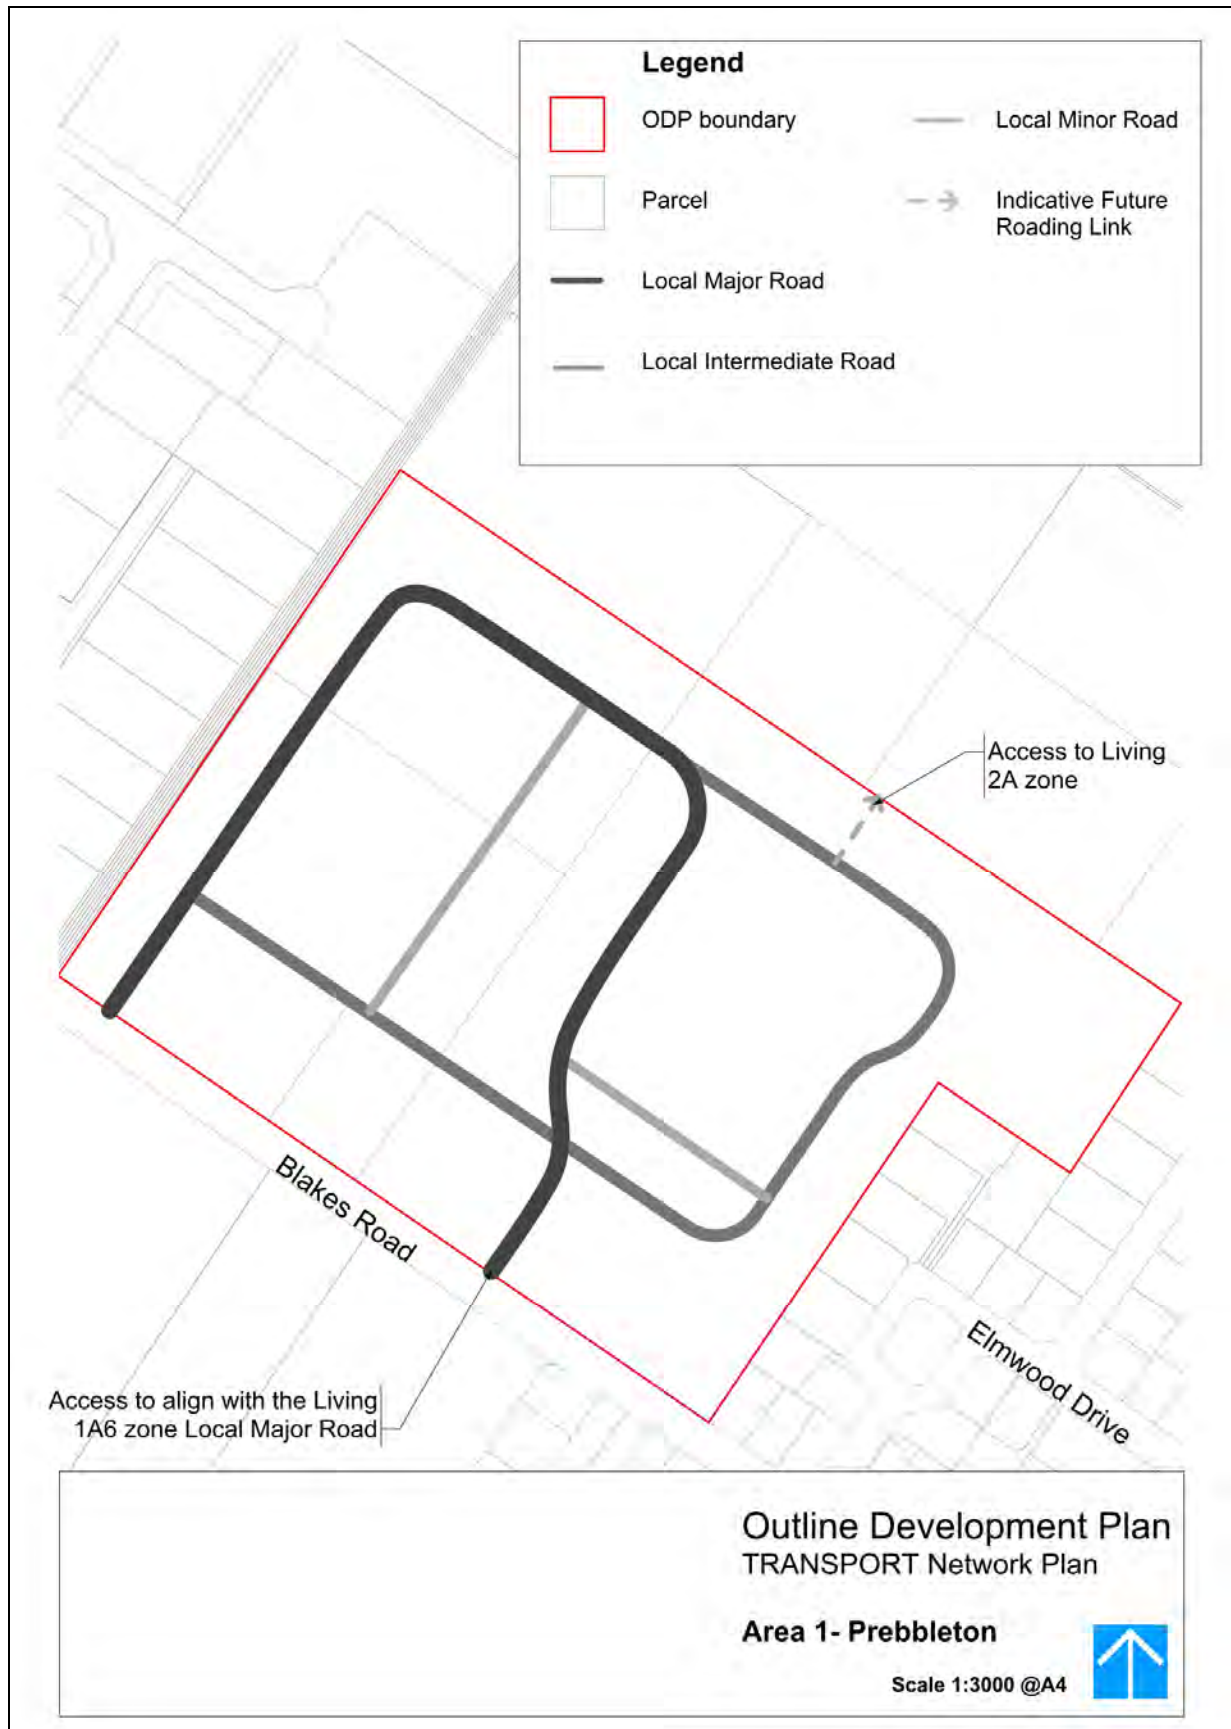 Legend
ODP boundary
Local Minor Road
Parcel
Indicative Future
Roading Link
Local Major Road
Local Intermediate Road
Access to Living
2A zone
Blakes Road
Elmwood Drive
Access to align with the Living
1A6 zone Local Major Road
Outline Development Plan
TRANSPORT Network Plan
Area 1- Prebbleton
Scale 1:3000 @A4